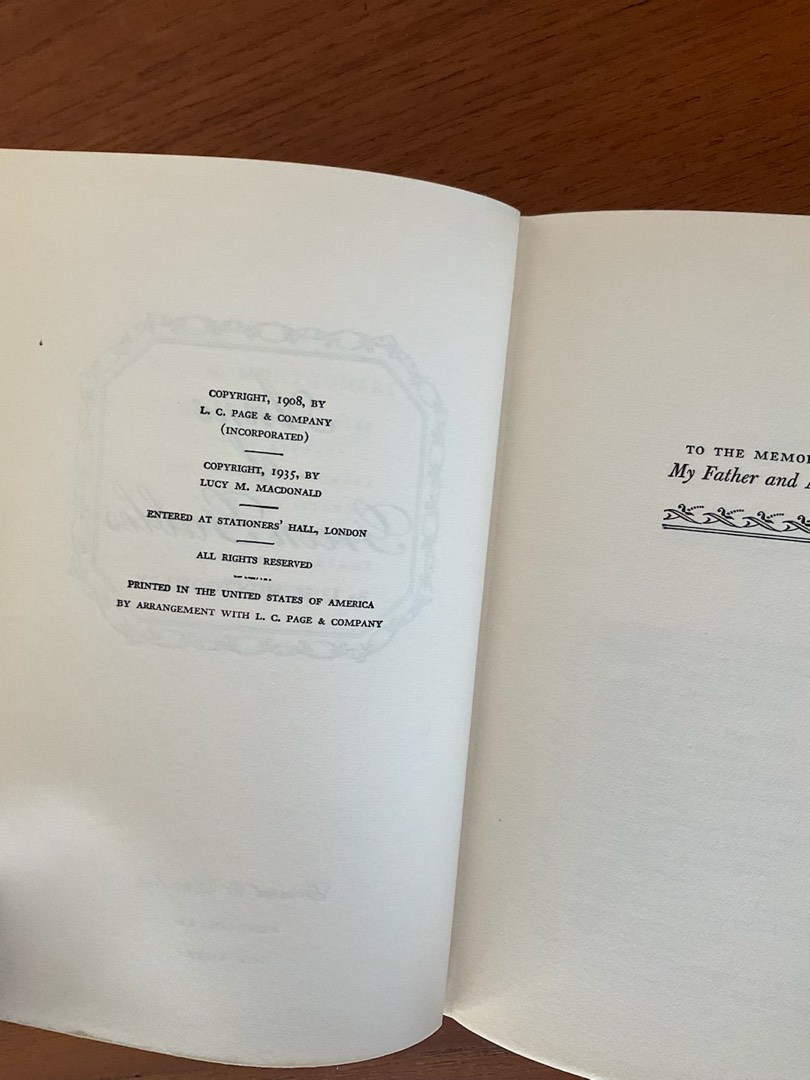 COPYRIGHT, 1908, BY
L. C. PAGE & COMPANY
(INCORPORATED)
COPYRIGHT, 1935, BY
LUCY M. MACDONALD
ENTERED AT STATIONERS' HALL, LONDON
ALL RIGHTS RESERVED
PRINTED IN THE UNITED STATES OF AMERICA
BY ARRANGEMENT WITH L. C. PAGE & COMPANY
TO THE
My Father and